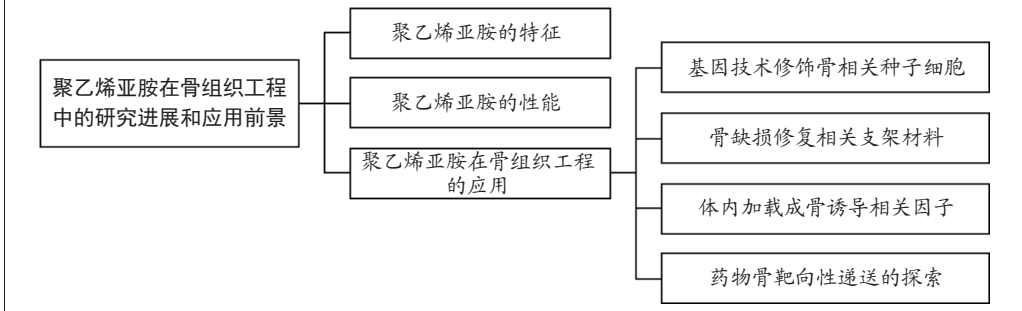 聚乙烯亚胺在骨组织工程
中的研究进展和应用前景
聚乙烯亚胺的特征
聚乙烯亚胺的性能
聚乙烯亚胺在骨组织工程
的应用
基因技术修饰骨相关种子细胞
骨缺损修复相关支架材料
体内加载成骨诱导相关因子
药物骨靶向性递送的探索